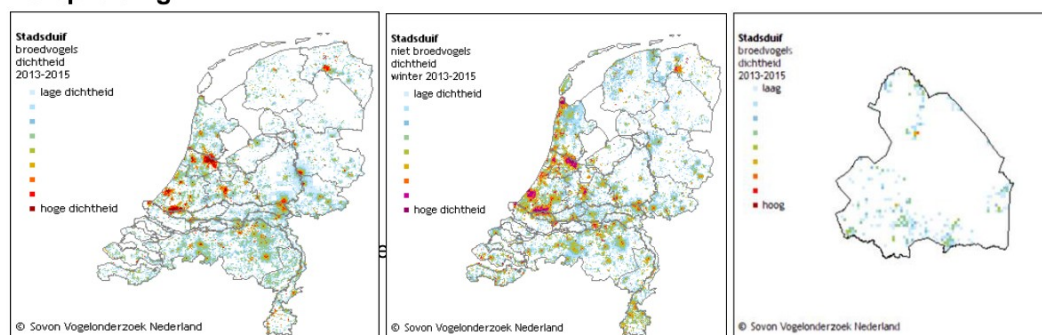 Stadsduif
broedvogels
dichtheid
2013-2015
lage dichtheid
hoge dichtheid
© Sovon Vogelonderzoek Nederland
Stadsduif
niet broedvogels
dichtheid
winter 2013-2015
lage dichtheid
hoge dichtheid
© Sovon Vogelonderzoek Nederland
Stadsduif
broedvogels
dichtheid
2013-2015
laag
hoog
© Sovon Vogelonderzoek Nederland